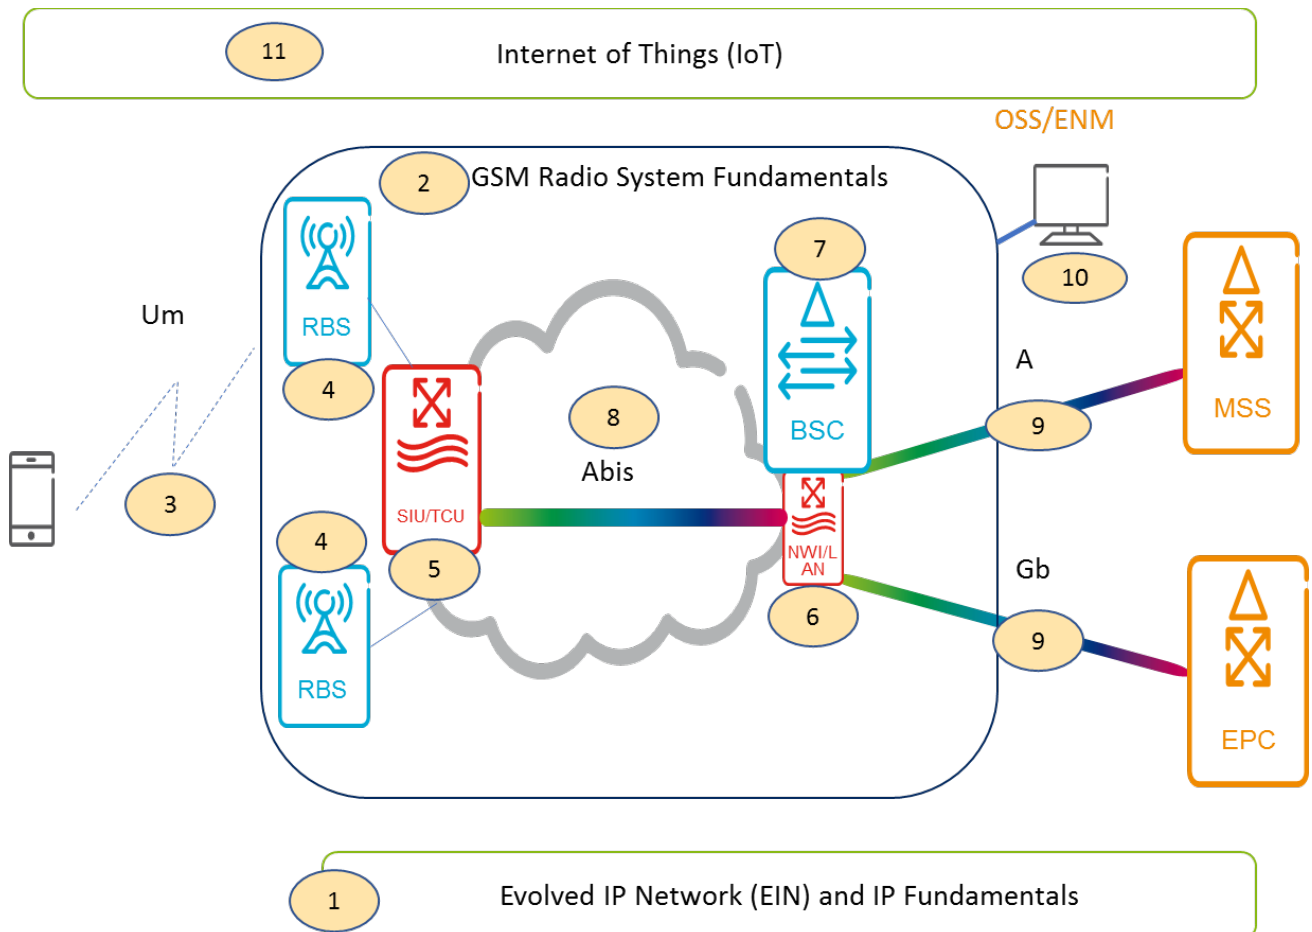 11
Internet of Things (IoT)
OSS/ENM
2
GSM Radio System Fundamentals
7
10
Um
RBS
4
A
8
BSC
MSS
9
Abis
3
SIU/TCU
4
5
NWI/L
AN
Gb
6
9
RBS
EPC
1
Evolved IP Network (EIN) and IP Fundamentals